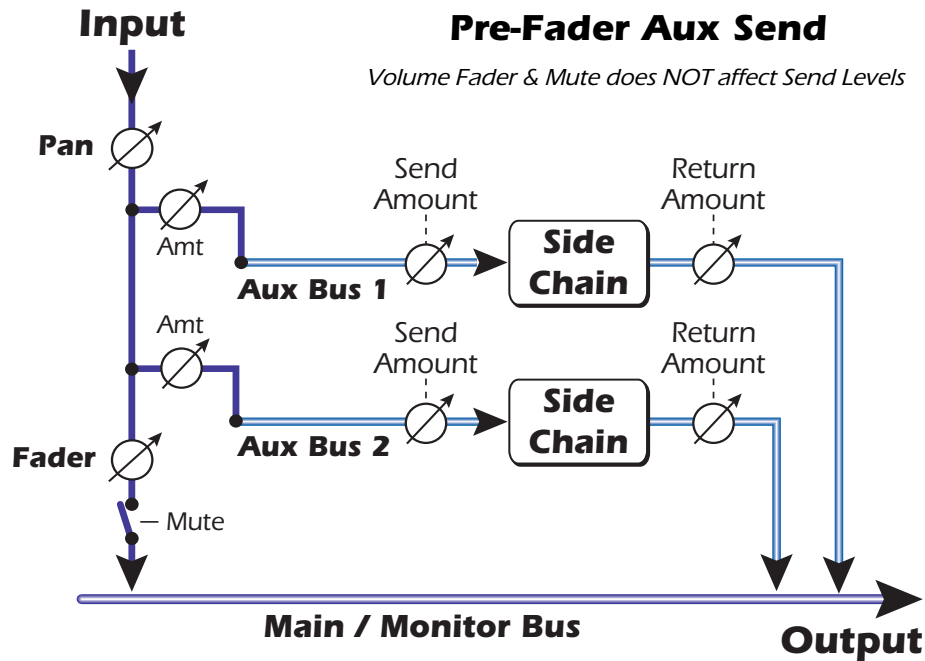 Input
Pre-Fader Aux Send
Volume Fader & Mute does NOT affect Send Levels
Pan
Amt
Send
Amount
Side
Chain
Return
Amount
Aux Bus 1
Amt
Send
Amount
Side
Chain
Return
Amount
Aux Bus 2
Fader
Mute
Main / Monitor Bus
Output